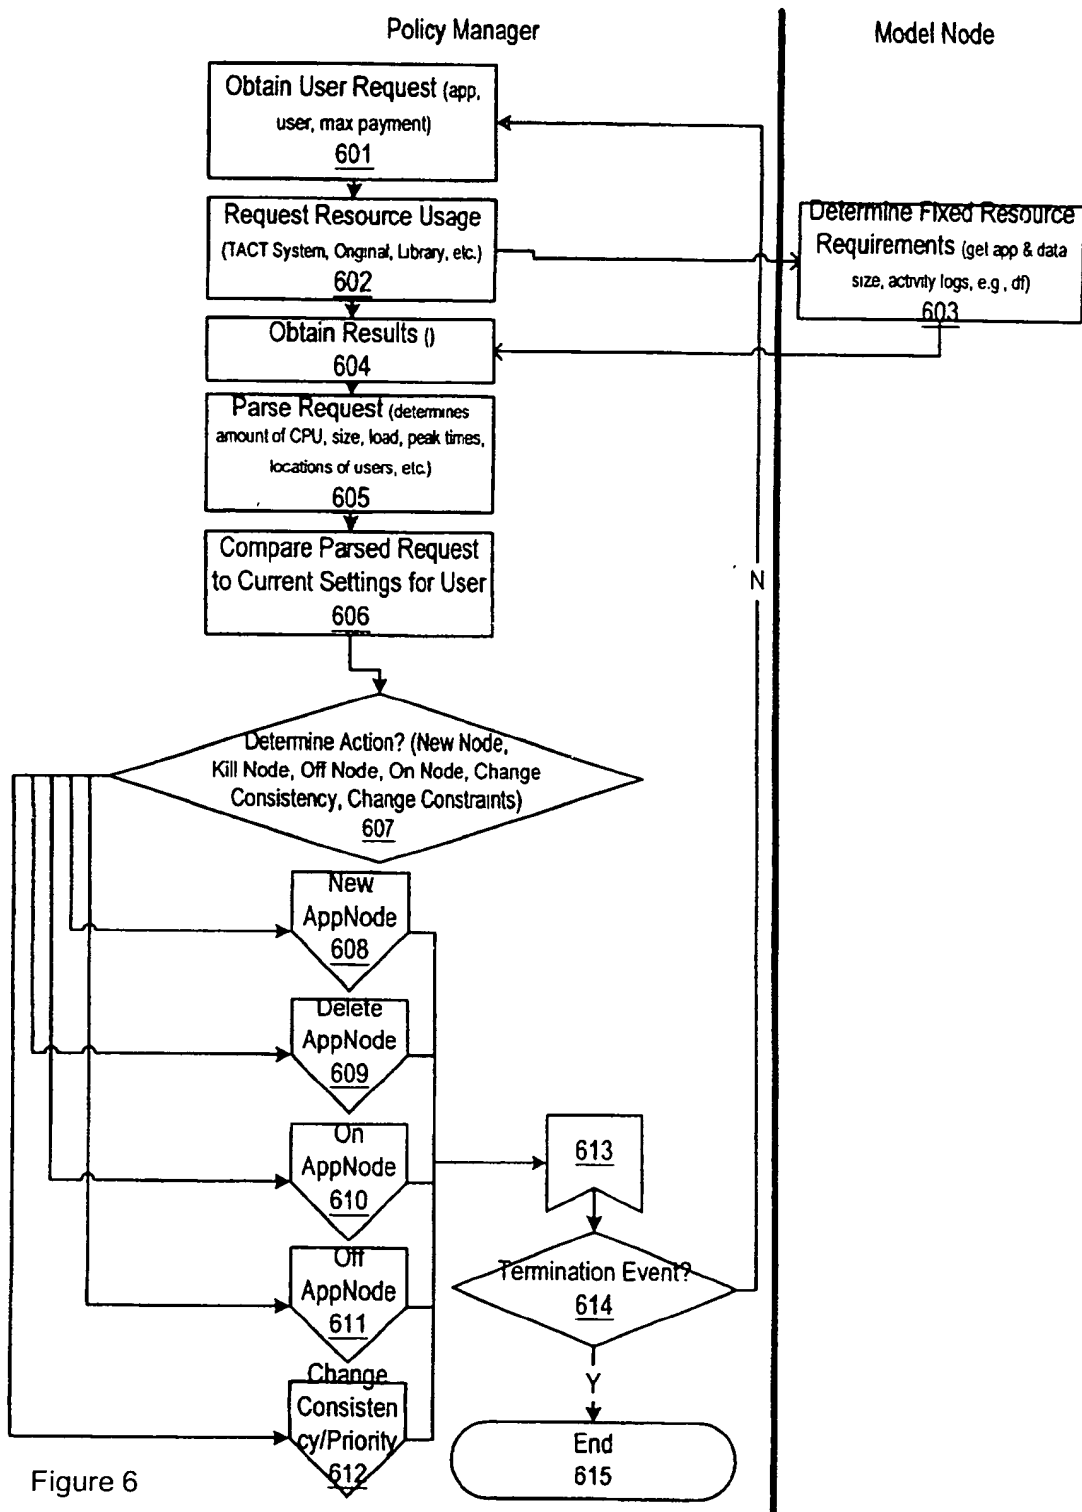 Policy Manager
Model Node
Obtain User Request (app,
user, max payment)
601
Request Resource Usage
(TACT System, Original, Library, etc.)
602
Determine Fixed Resource
Requirements (get app & data
size, activity logs, e.g., df)
603
Obtain Results ()
604
Parse Request (determines
amount of CPU, size, load, peak times,
locations of users, etc.)
605
Compare Parsed Request
to Current Settings for User
606
N
Determine Action? (New Node,
Kill Node, Off Node, On Node, Change
Consistency, Change Constraints)
607
New
AppNode
608
Delete
AppNode
609
On
AppNode
610
613
Off
AppNode
611
Termination Event?
614
Y
Change
Consisten
cy/Priority
612
End
615
Figure 6